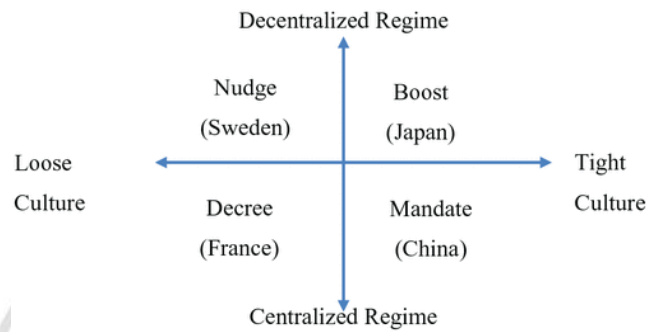 Decentralized Regime
Nudge
(Sweden)
Boost
(Japan)
Loose
Culture
Tight
Culture
Decree
(France)
Mandate
(China)
Centralized Regime